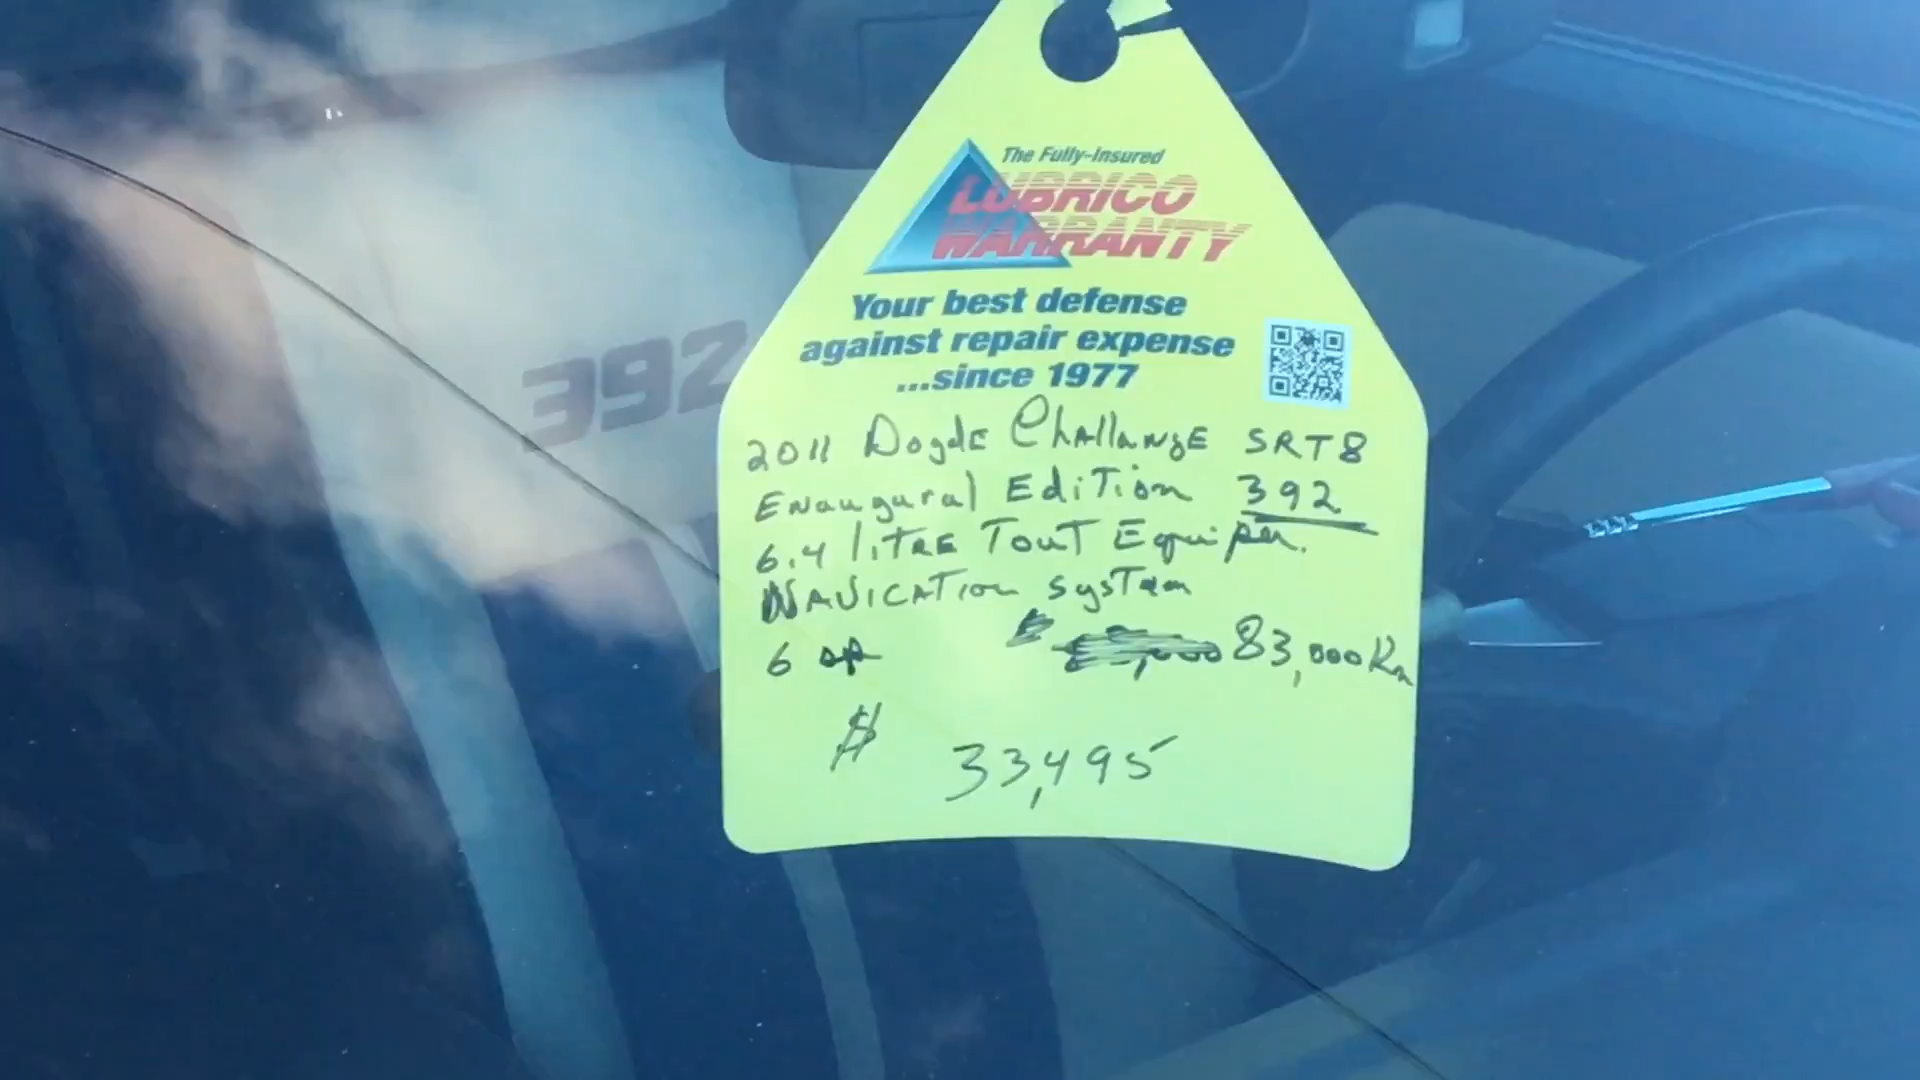 The Fully-Insured
LUBRICO
WARRANTY
Your best defense
against repair expense
...since 1977
392
2011 DogdE ChallangE SRT8
Enaugural Edition 392
6.4 litRE Tout Equiper.
NAVICATion system
6 sp $ 83,000 Km
$ 33,495